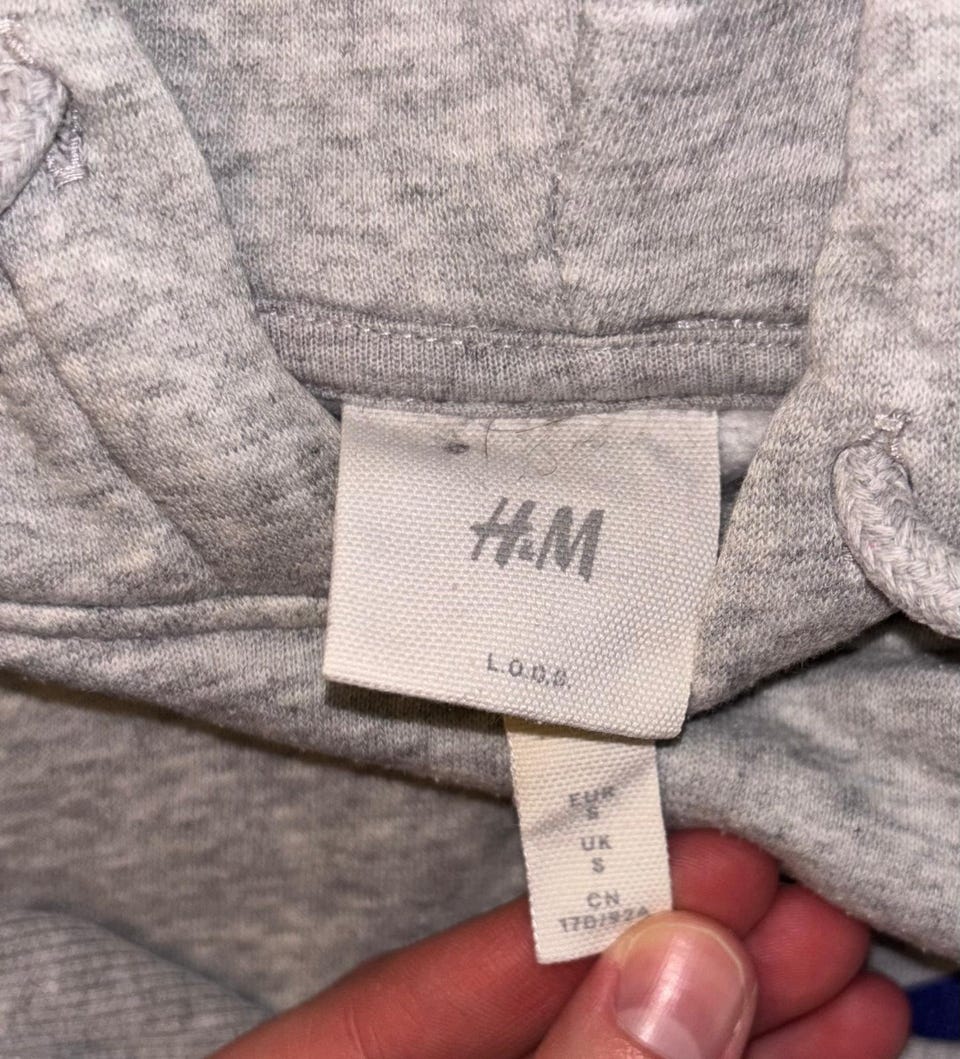 H&M
L.O.G.G.
EUR
S
UK
S
CN
170/92A